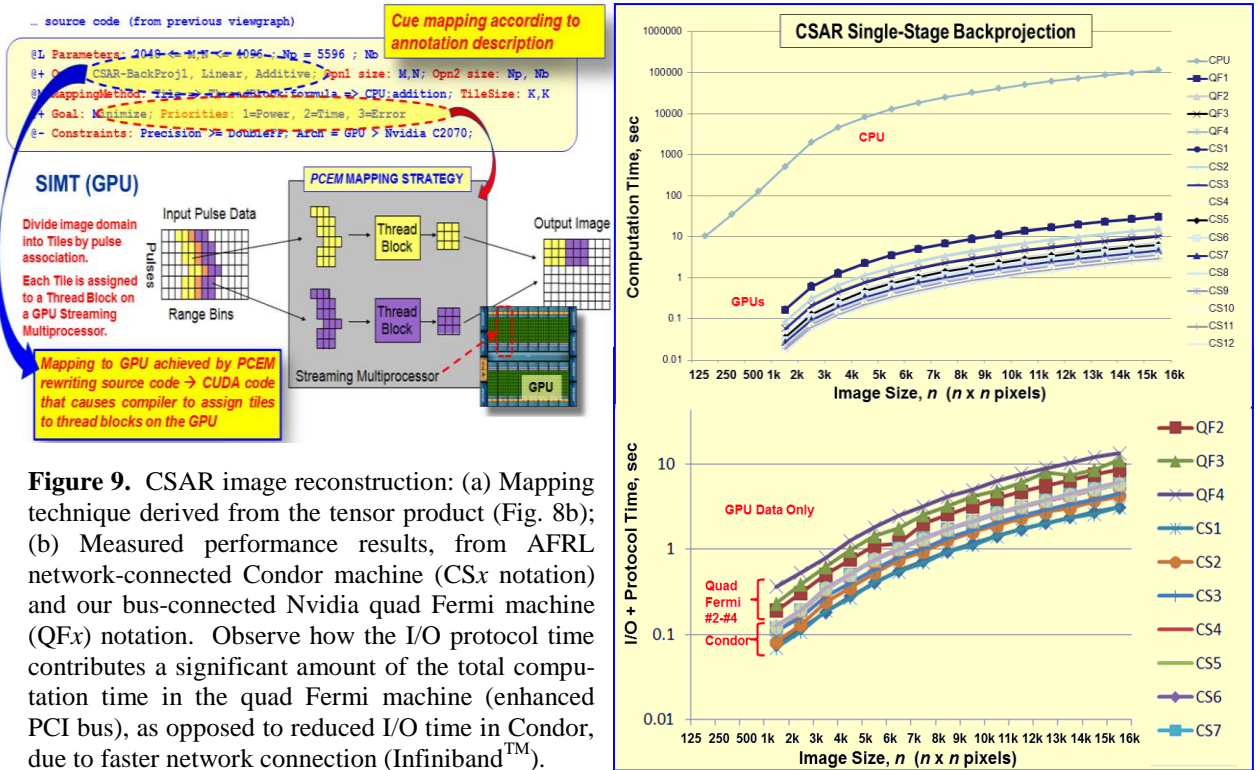 … source code (from previous viewgraph)
Cue mapping according to
annotation description
@L Parameters: 2048 <= M,N <= 4096 ; Np = 5596 ; Nb
@+ O CSAR-BackProj1, Linear, Additive; Opn1 size: M,N; Opn2 size: Np, Nb
MappingMethod: Tile => ThreadBlock;formula => CPU:addition; TileSize: K,K
+ Goal: Minimize; Priorities: 1=Power, 2=Time, 3=Error
@- Constraints: Precision >= DoubleFP; Arch = GPU > Nvidia C2070;
SIMT (GPU)
Divide image domain
into Tiles by pulse
association.
Each Tile is assigned
to a Thread Block on
a GPU Streaming
Multiprocessor.
Input Pulse Data
Pulses
Range Bins
PCEM MAPPING STRATEGY
Thread
Block
Thread
Block
Output Image
Streaming Multiprocessor
GPU
Mapping to GPU achieved by PCEM
rewriting source code → CUDA code
that causes compiler to assign tiles
to thread blocks on the GPU
Figure 9. CSAR image reconstruction: (a) Mapping
technique derived from the tensor product (Fig. 8b);
(b) Measured performance results, from AFRL
network-connected Condor machine (CSx notation)
and our bus-connected Nvidia quad Fermi machine
(QFx) notation. Observe how the I/O protocol time
contributes a significant amount of the total compu-
tation time in the quad Fermi machine (enhanced
PCI bus), as opposed to reduced I/O time in Condor,
due to faster network connection (Infiniband™).
CSAR Single-Stage Backprojection
Computation Time, sec
1000000
100000
10000
1000
100
10
1
0.1
0.01
CPU
GPUs
125 250 500 1k 2k 3k 4k 5k 6k 7k 8k 9k 10k 11k 12k 13k 14k 15k 16k
Image Size, n (n x n pixels)
CPU
QF1
QF2
QF3
QF4
CS1
CS2
CS3
CS4
CS5
CS6
CS7
CS8
CS9
CS10
CS11
CS12
I/O + Protocol Time, sec
10
1
0.1
0.01
GPU Data Only
Quad
Fermi
#2-#4
Condor
125 250 500 1k 2k 3k 4k 5k 6k 7k 8k 9k 10k 11k 12k 13k 14k 15k 16k
Image Size, n (n x n pixels)
QF2
QF3
QF4
CS1
CS2
CS3
CS4
CS5
CS6
CS7